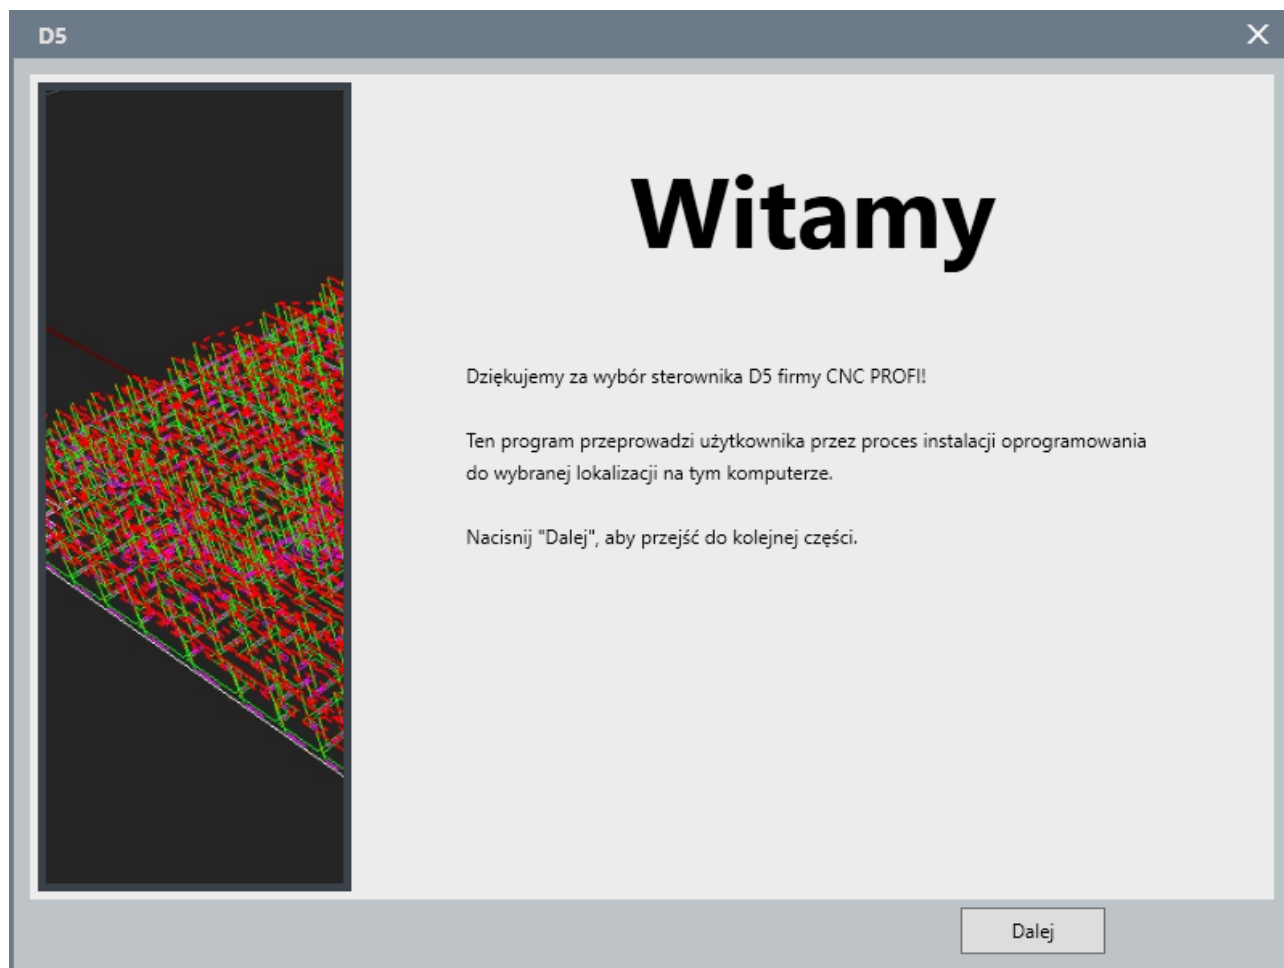 D5
Witamy
Dziękujemy za wybór sterownika D5 firmy CNC PROFI!
Ten program przeprowadzi użytkownika przez proces instalacji oprogramowania
do wybranej lokalizacji na tym komputerze.
Nacisnij "Dalej", aby przejść do kolejnej części.
Dalej